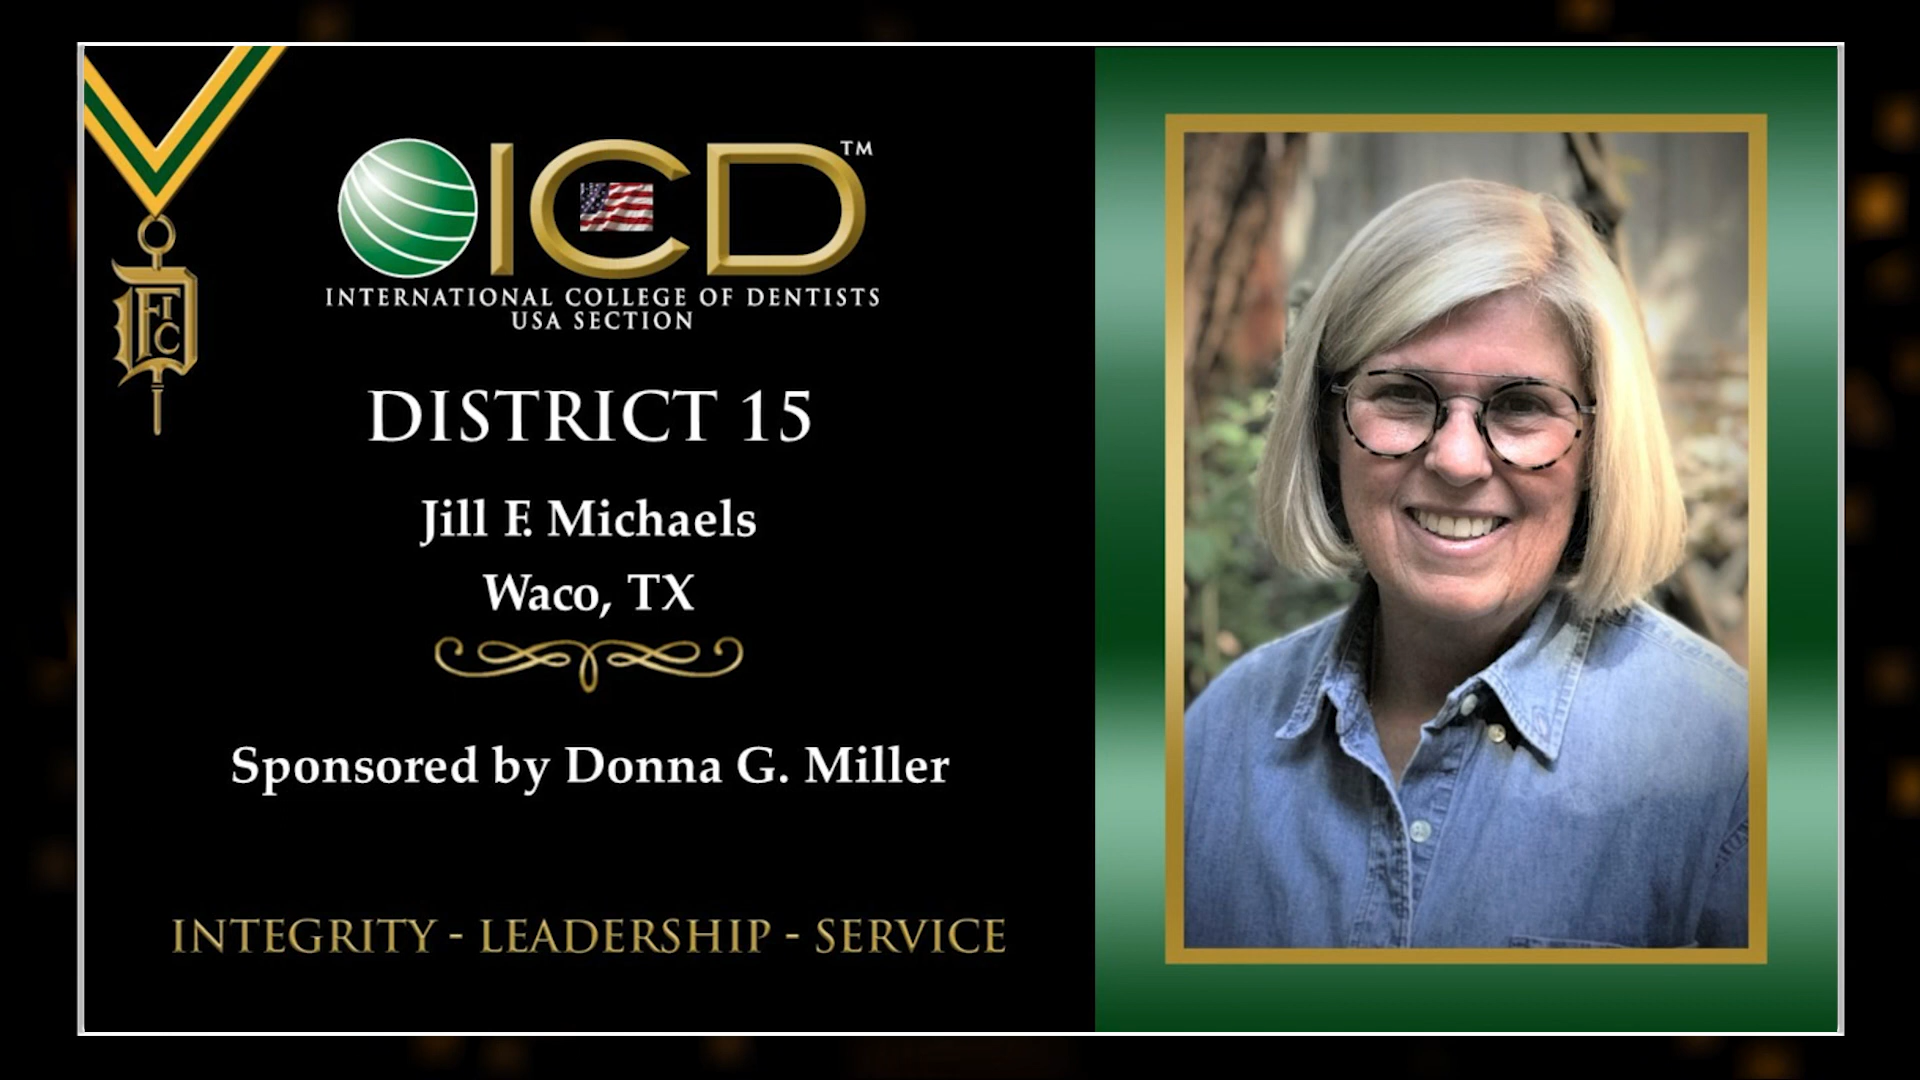 ICD™
INTERNATIONAL COLLEGE OF DENTISTS
USA SECTION
FICD
DISTRICT 15
Jill F. Michaels
Waco, TX
Sponsored by Donna G. Miller
INTEGRITY - LEADERSHIP - SERVICE